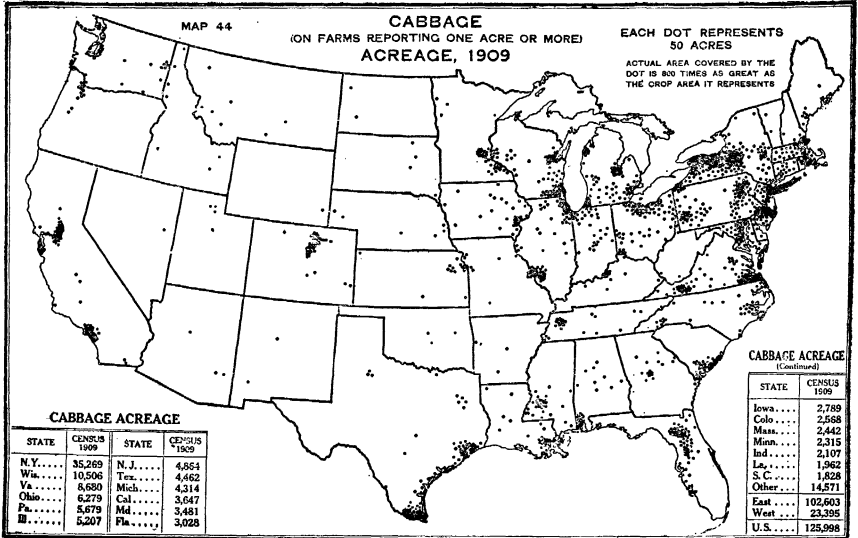 MAP 44
CABBAGE
(ON FARMS REPORTING ONE ACRE OR MORE)
ACREAGE, 1909
EACH DOT REPRESENTS
50 ACRES
ACTUAL AREA COVERED BY THE
DOT IS 800 TIMES AS GREAT AS
THE CROP AREA IT REPRESENTS
CABBAGE ACREAGE
STATE CENSUS 1909 STATE CENSUS 1909
N.Y..... 35,269 N. J..... 4,864
Wis..... 10,506 Tex..... 4,462
Va ..... 8,680 Mich.... 4,314
Ohio.... 6,279 Cal..... 3,647
Pa...... 5,679 Md..... 3,481
Ill...... 5,207 Fla..... 3,028
CABBAGE ACREAGE
(Continued)
STATE CENSUS 1909
Iowa.... 2,789
Colo.... 2,568
Mass.... 2,442
Minn.... 2,315
Ind .... 2,107
La,.... 1,962
S. C.... 1,828
Other .. 14,571
East .... 102,603
West ... 23,395
U. S..... 125,998